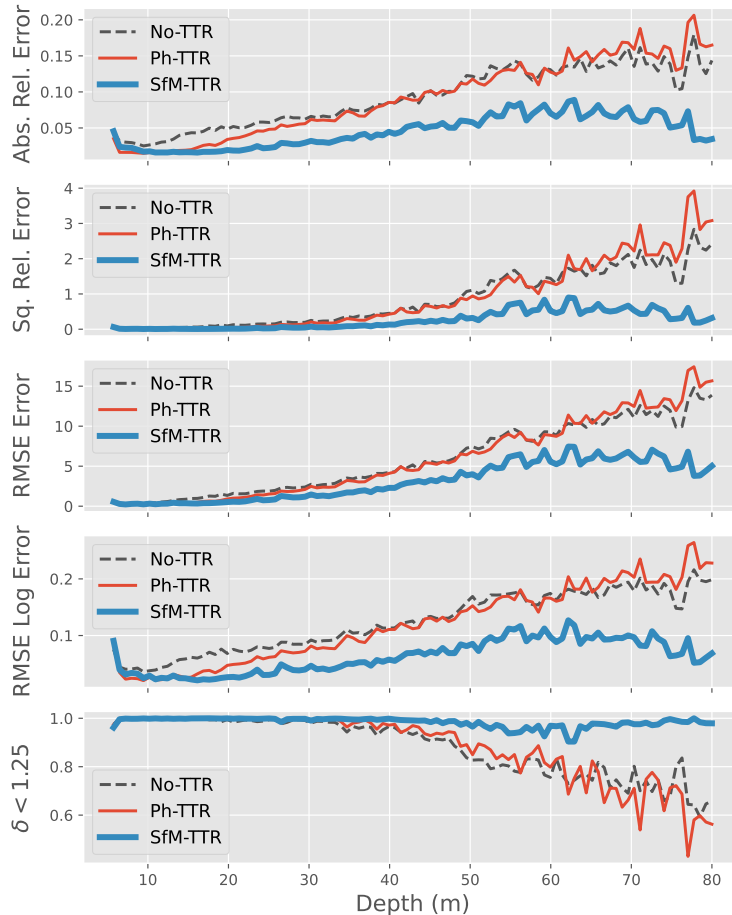 Abs. Rel. Error
0.20
0.15
0.10
0.05
No-TTR
Ph-TTR
SfM-TTR
Sq. Rel. Error
4
3
2
1
0
No-TTR
Ph-TTR
SfM-TTR
RMSE Error
15
10
5
0
No-TTR
Ph-TTR
SfM-TTR
RMSE Log Error
0.2
0.1
No-TTR
Ph-TTR
SfM-TTR
δ < 1.25
1.0
0.8
0.6
No-TTR
Ph-TTR
SfM-TTR
10 20 30 40 50 60 70 80
Depth (m)